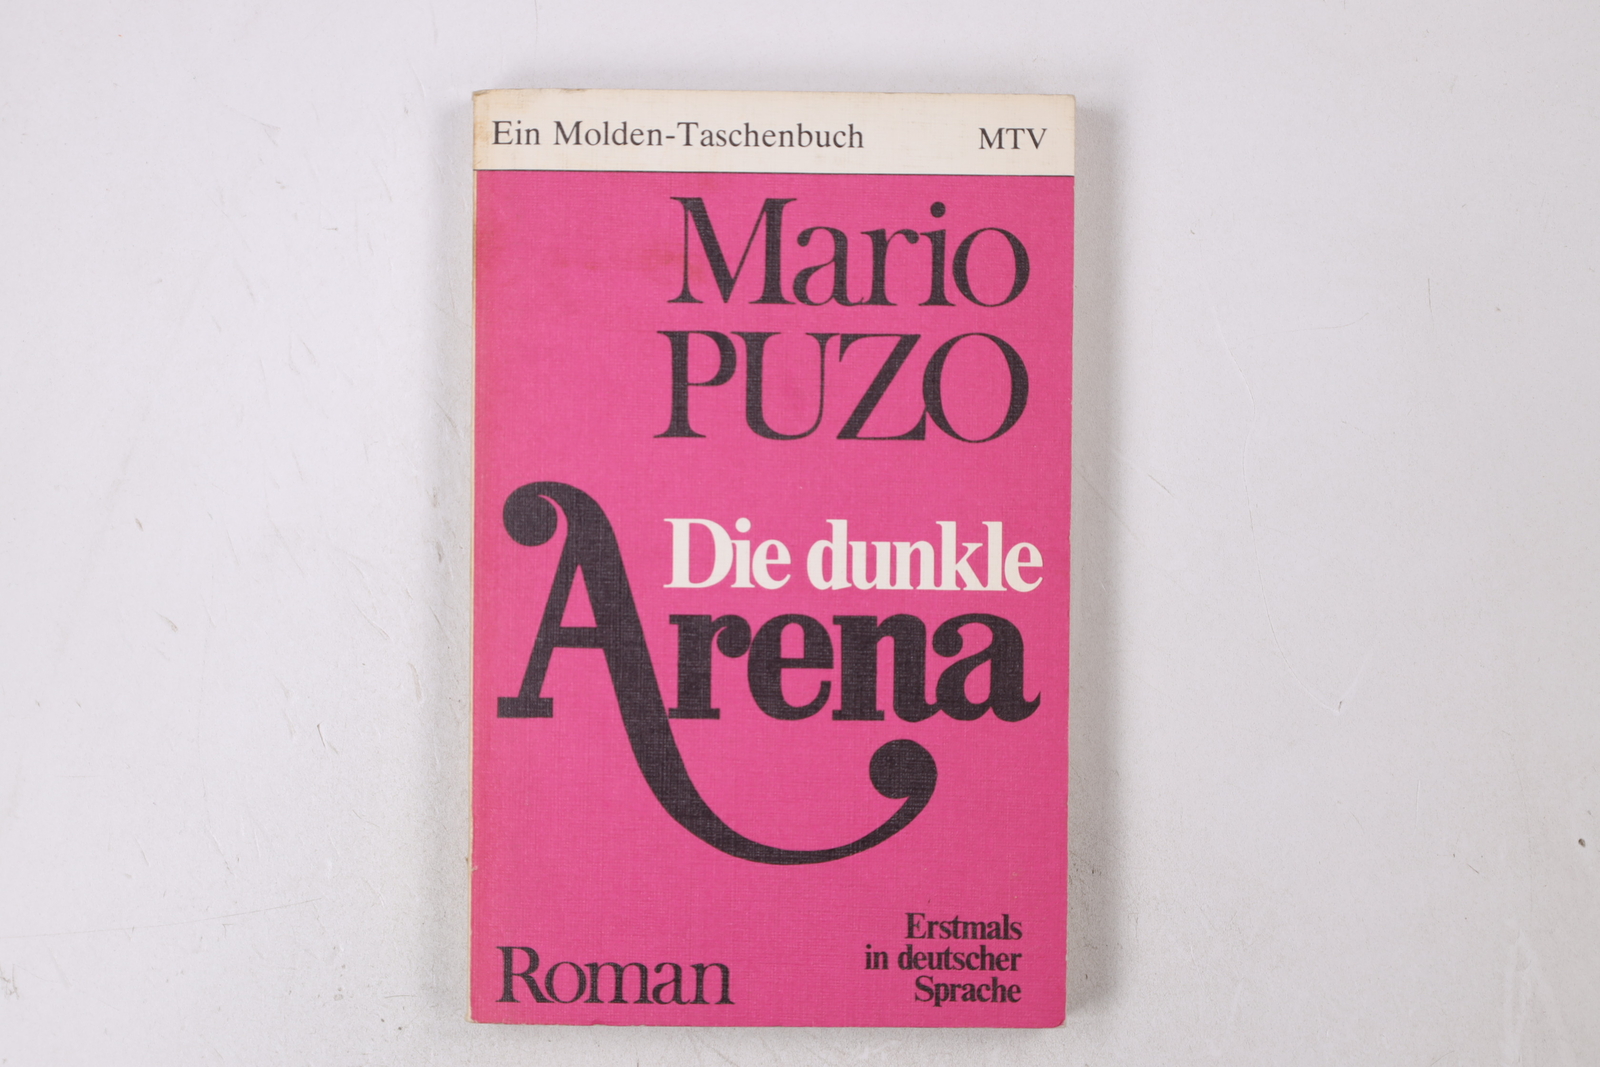 Ein Molden-Taschenbuch MTV
Mario
PUZO
Die dunkle
Arena
Roman
Erstmals
in deutscher
Sprache